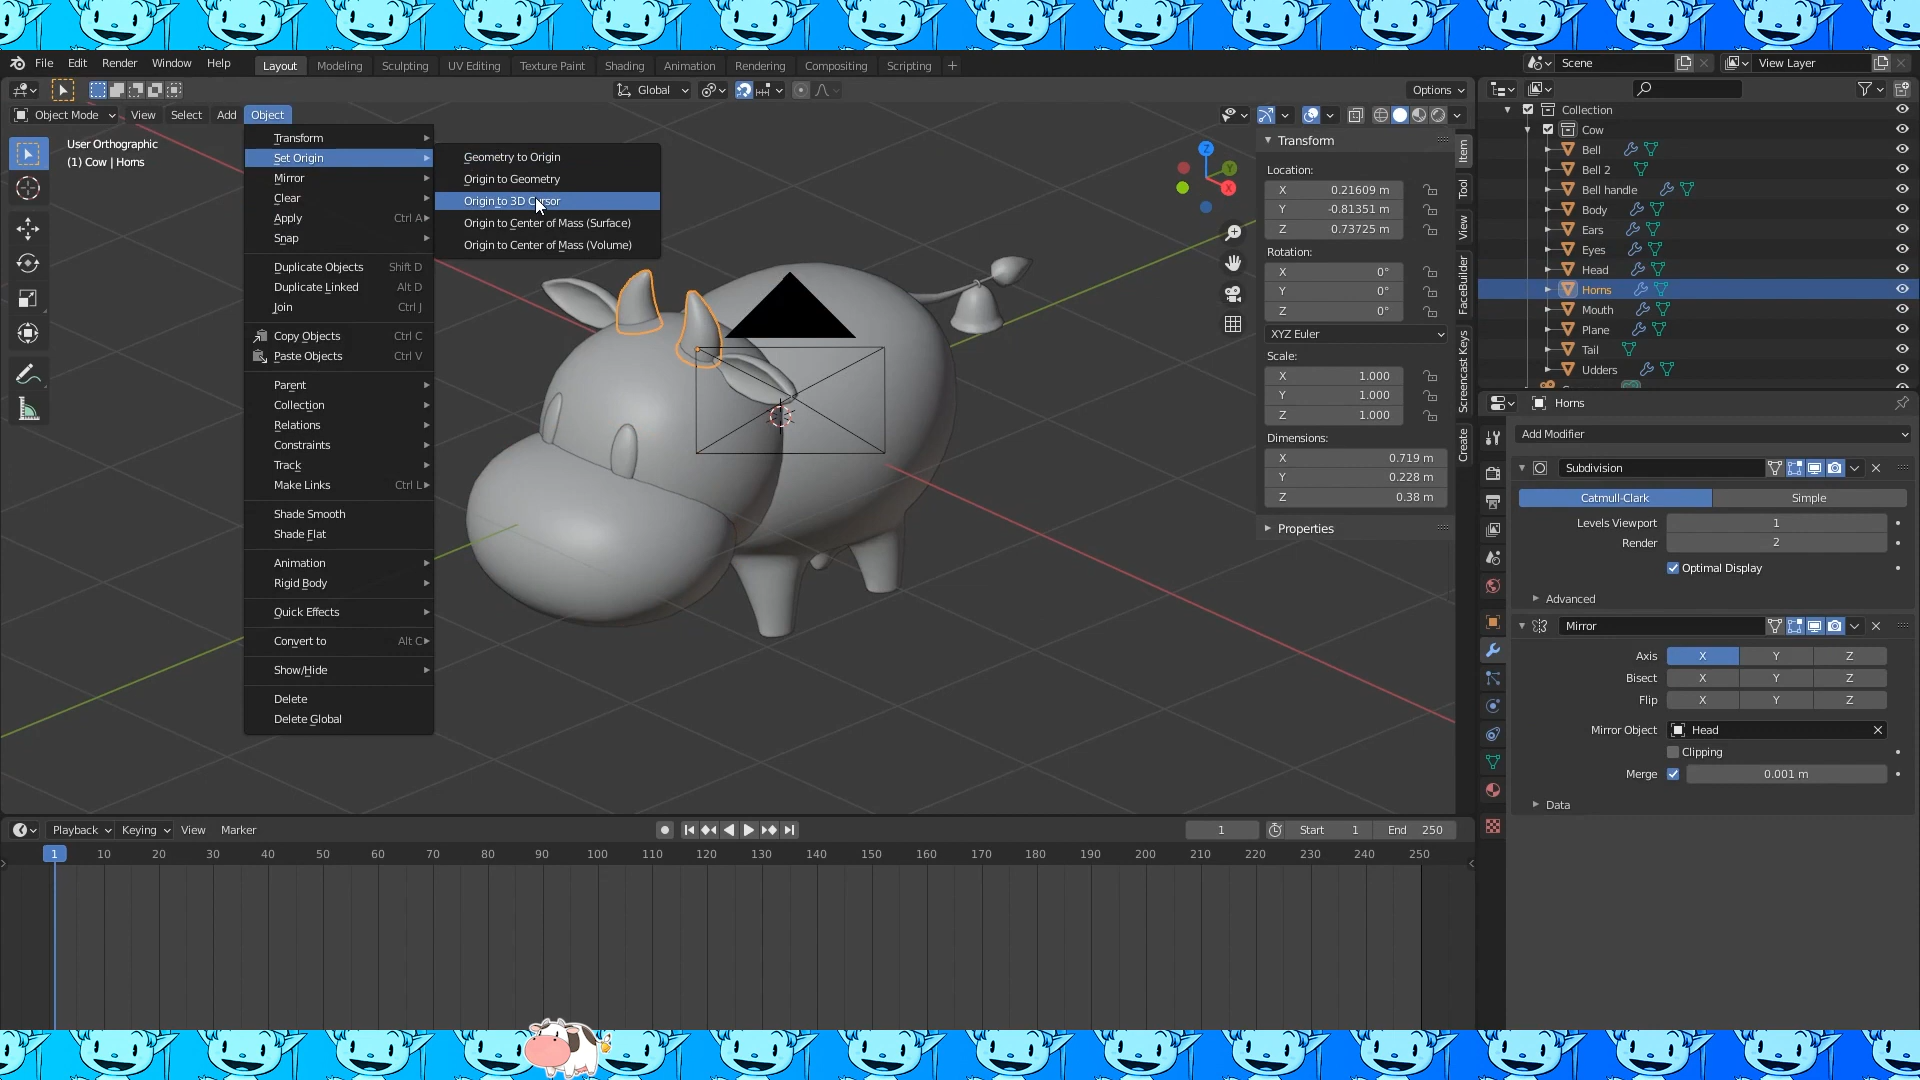 File Edit Render Window Help Layout Modeling Sculpting UV Editing Texture Paint Shading Animation Rendering Compositing Scripting + Scene View Layer
Global Options
Object Mode View Select Add Object
User Orthographic
(1) Cow | Horns
Transform
Set Origin
Mirror
Clear
Apply Ctrl A
Snap
Duplicate Objects Shift D
Duplicate Linked Alt D
Join Ctrl J
Copy Objects Ctrl C
Paste Objects Ctrl V
Parent
Collection
Relations
Constraints
Track
Make Links Ctrl L
Shade Smooth
Shade Flat
Animation
Rigid Body
Quick Effects
Convert to Alt C
Show/Hide
Delete
Delete Global
Geometry to Origin
Origin to Geometry
Origin to 3D Cursor
Origin to Center of Mass (Surface)
Origin to Center of Mass (Volume)
Z
Y
X
Transform
Location:
X 0.21609 m
Y -0.81351 m
Z 0.73725 m
Rotation:
X 0°
Y 0°
Z 0°
XYZ Euler
Scale:
X 1.000
Y 1.000
Z 1.000
Dimensions:
X 0.719 m
Y 0.228 m
Z 0.38 m
Properties
Item
Tool
View
FaceBuilder
Screencast Keys
Create
Collection
Cow
Bell
Bell 2
Bell handle
Body
Ears
Eyes
Head
Horns
Mouth
Plane
Tail
Udders
Horns
Add Modifier
Subdivision
Catmull-Clark Simple
Levels Viewport 1
Render 2
Optimal Display
Advanced
Mirror
Axis X Y Z
Bisect X Y Z
Flip X Y Z
Mirror Object Head
Clipping
Merge 0.001 m
Data
Playback Keying View Marker 1 Start 1 End 250
1 10 20 30 40 50 60 70 80 90 100 110 120 130 140 150 160 170 180 190 200 210 220 230 240 250